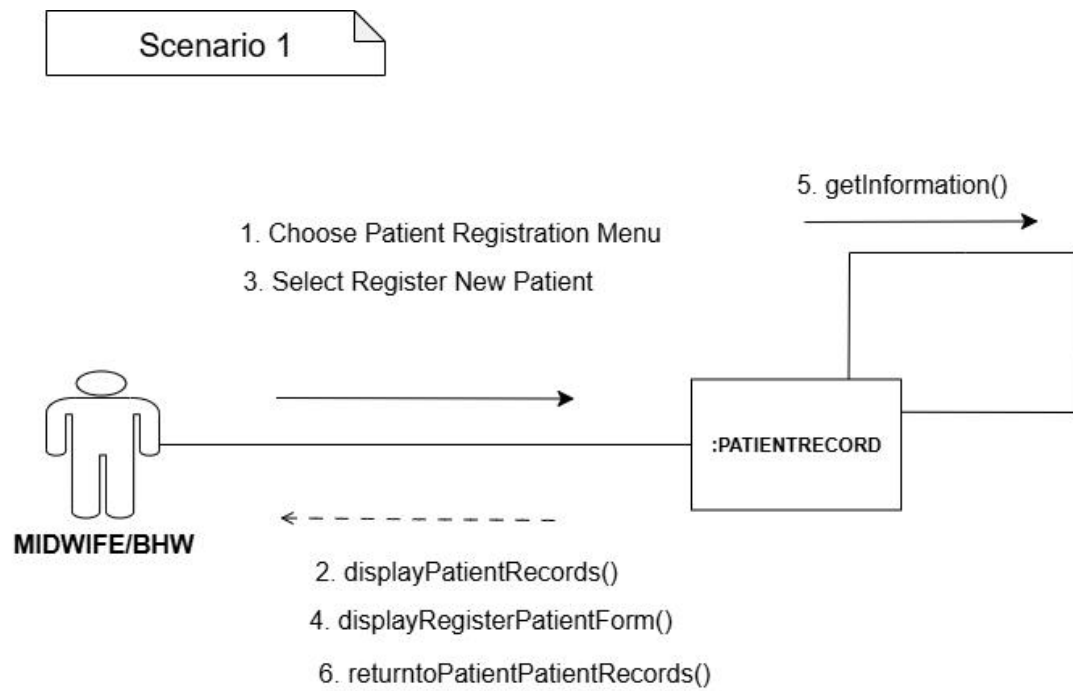 Scenario 1
5. getInformation()
1. Choose Patient Registration Menu
3. Select Register New Patient
:PATIENTRECORD
MIDWIFE/BHW
2. displayPatientRecords()
4. displayRegisterPatientForm()
6. returntoPatientPatientRecords()